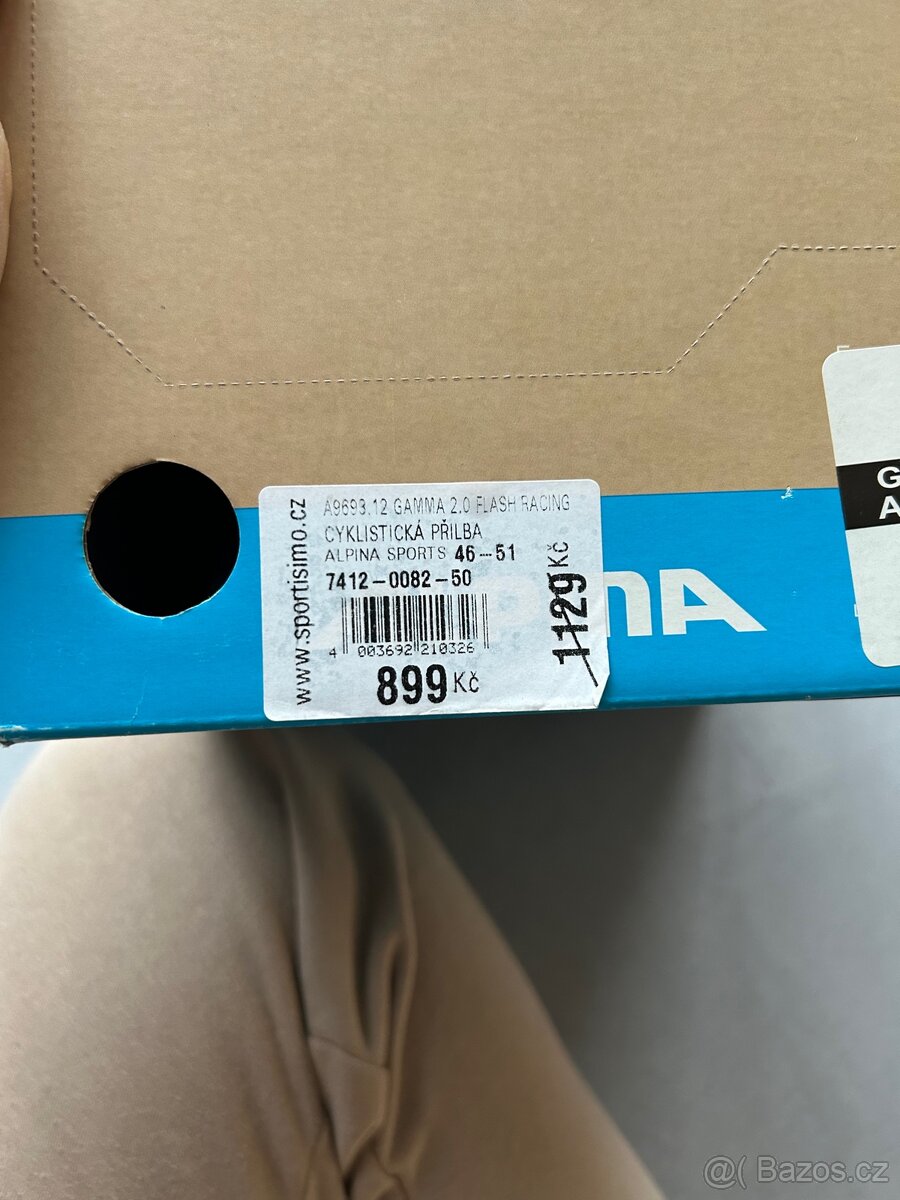 www.sportisimo.cz
A9693.12 GAMMA 2.0 FLASH RACING
CYKLISTICKÁ PŘILBA
ALPINA SPORTS 46-51
7412-0082-50
4 003692 210326
899 Kč
1129 Kč
G
A
@( Bazos.cz